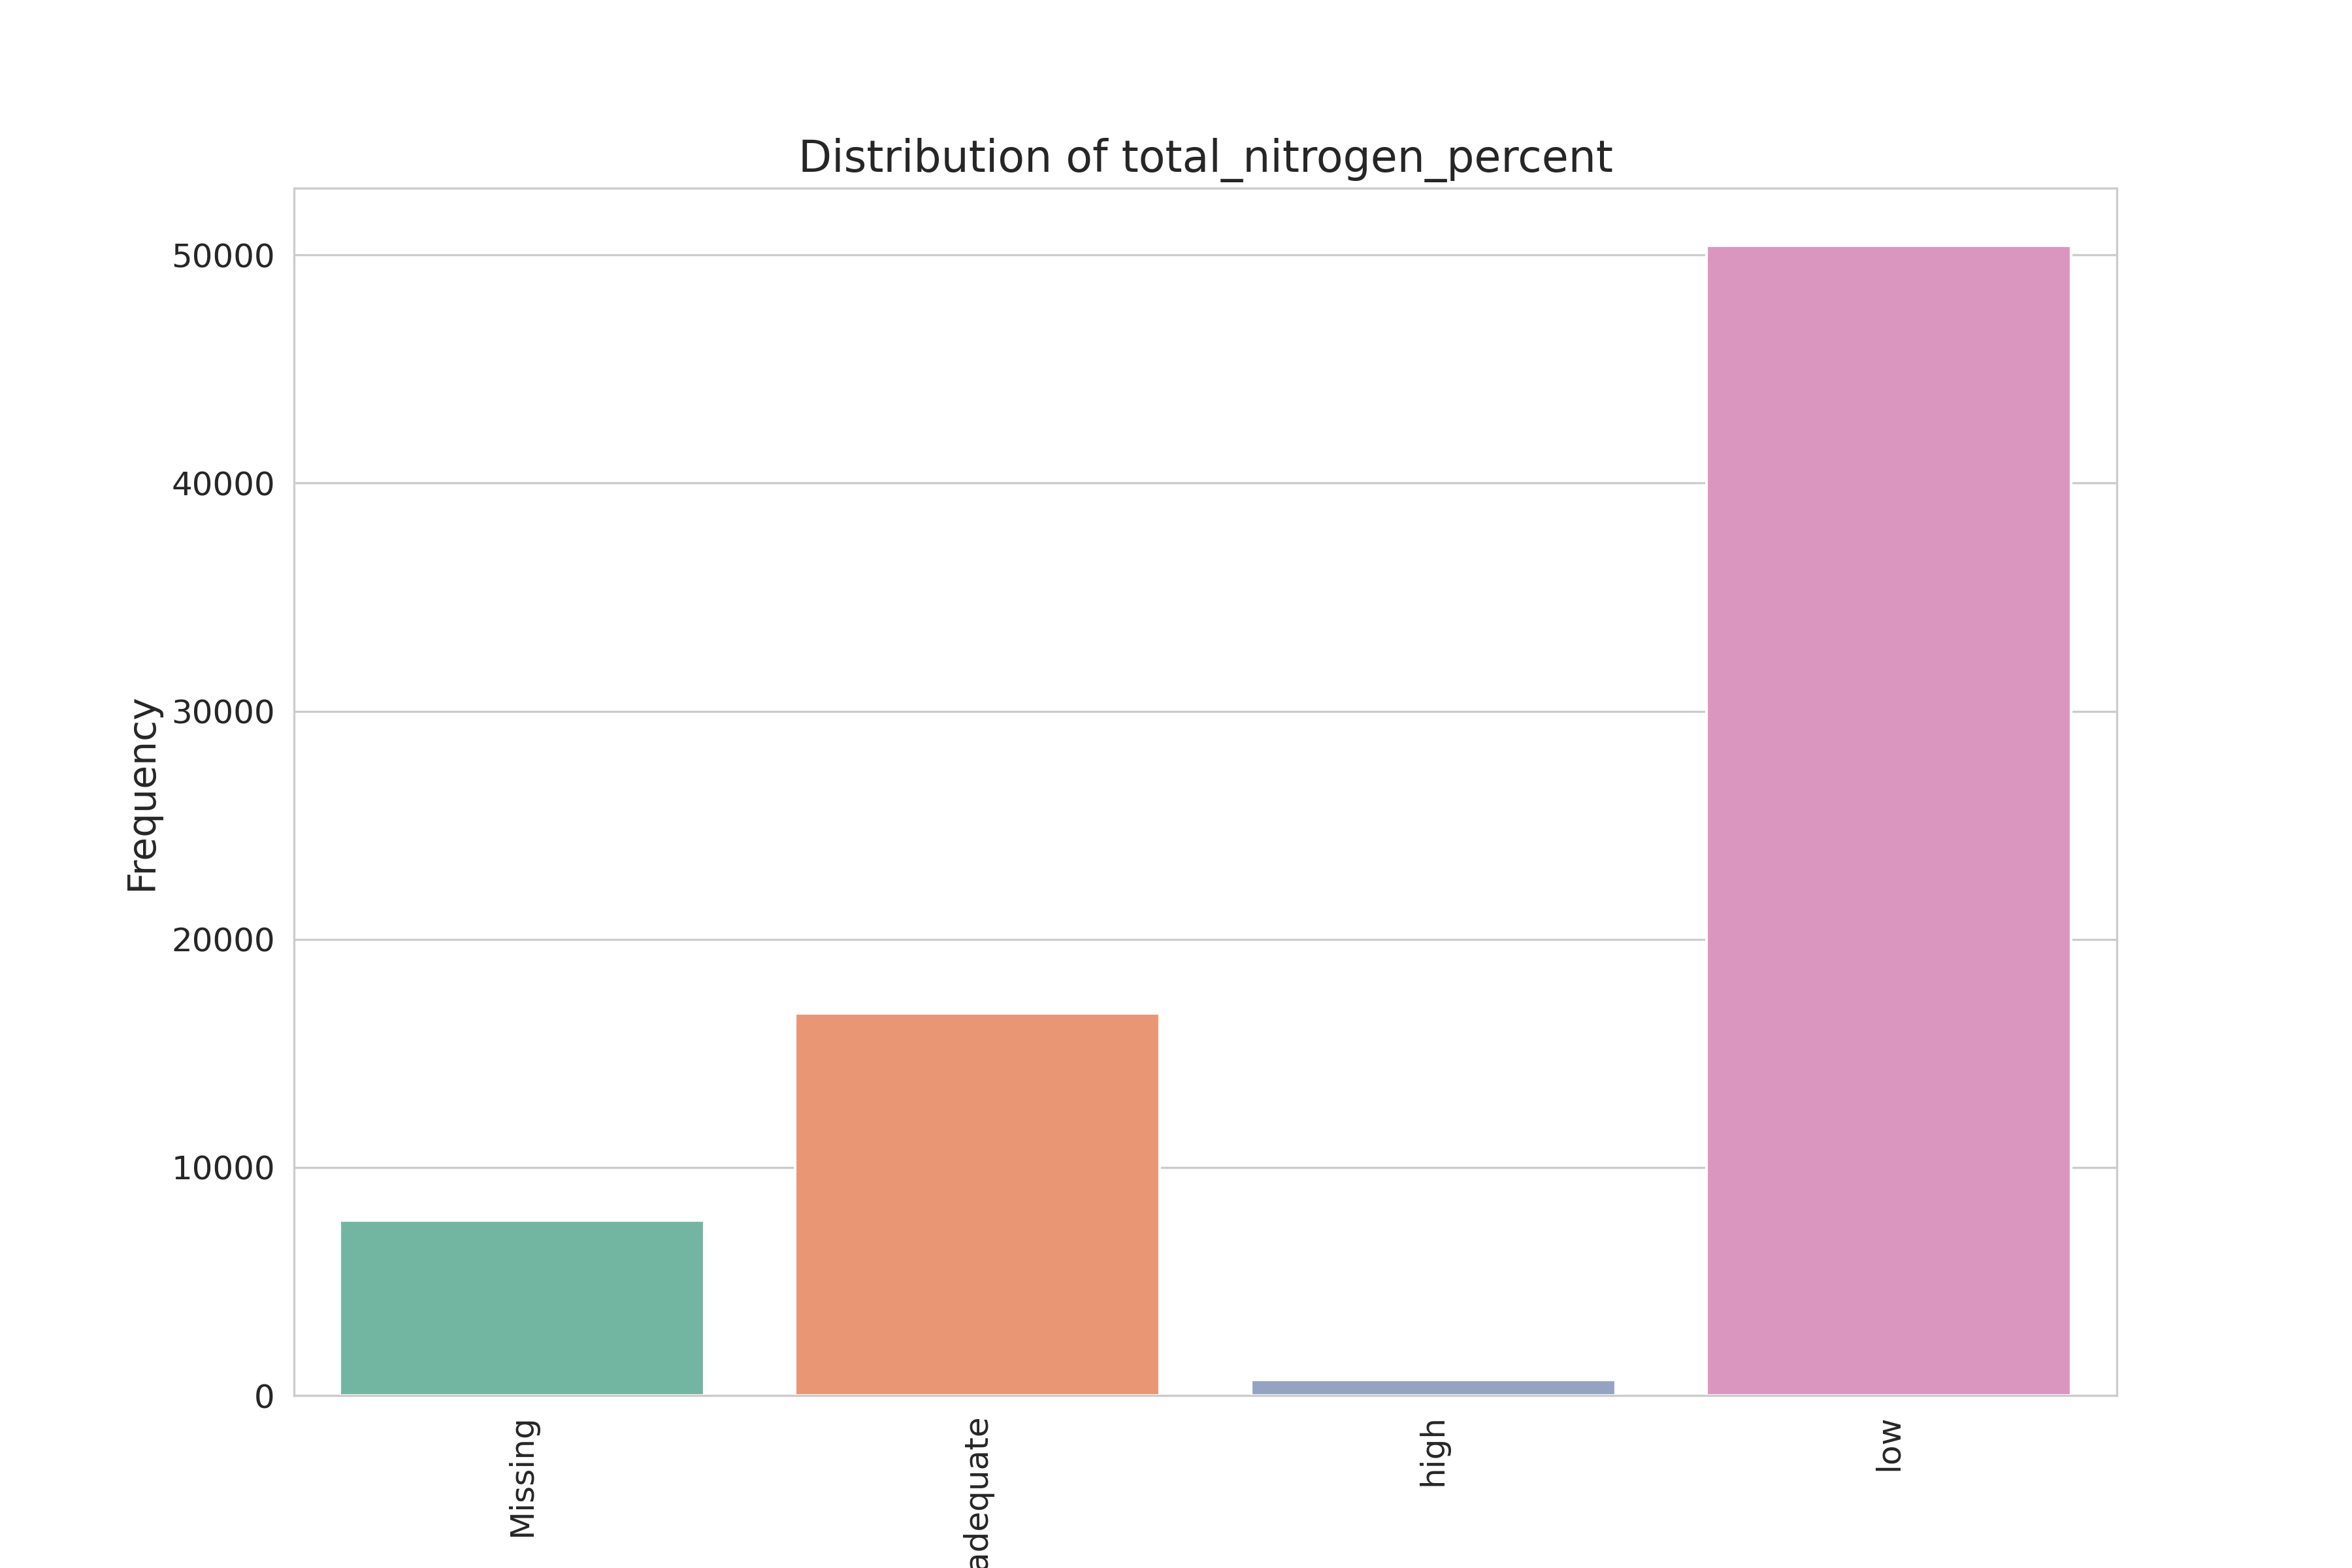 Distribution of total_nitrogen_percent
Frequency
50000
40000
30000
20000
10000
0
Missing
adequate
high
low